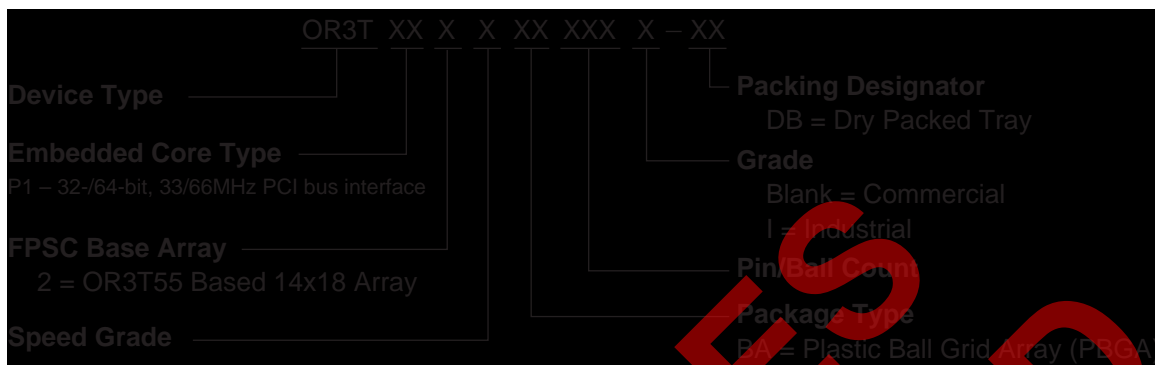 OR3T XX X X XX XXX X – XX
Device Type
Embedded Core Type
P1 – 32-/64-bit, 33/66MHz PCI bus interface
FPSC Base Array
2 = OR3T55 Based 14x18 Array
Speed Grade
Packing Designator
DB = Dry Packed Tray
Grade
Blank = Commercial
I = Industrial
Pin/Ball Count
Package Type
BA = Plastic Ball Grid Array (PBGA